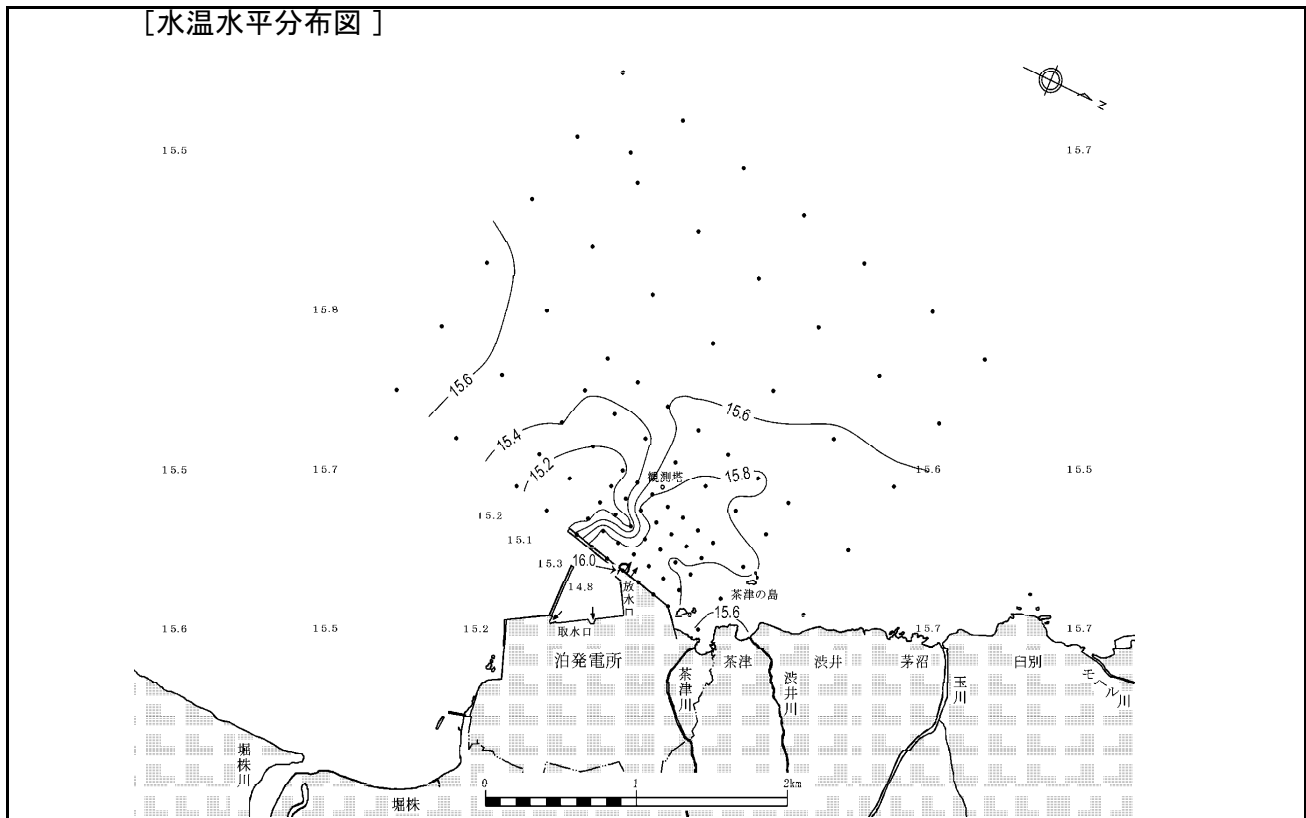 [水温水平分布図 ]
N
15.5
15.7
15.8
15.6
15.6
15.4
15.2
15.8
観測塔
15.5
15.7
15.6
15.5
15.2
15.1
15.3
16.0
14.8
放水口
茶津の島
15.6
取水口
15.6
15.5
15.2
15.7
15.7
泊発電所
茶津
渋井
茅沼
臼別
茶津川
渋井川
玉川
モヘル川
堀株川
堀株
0
1
2km